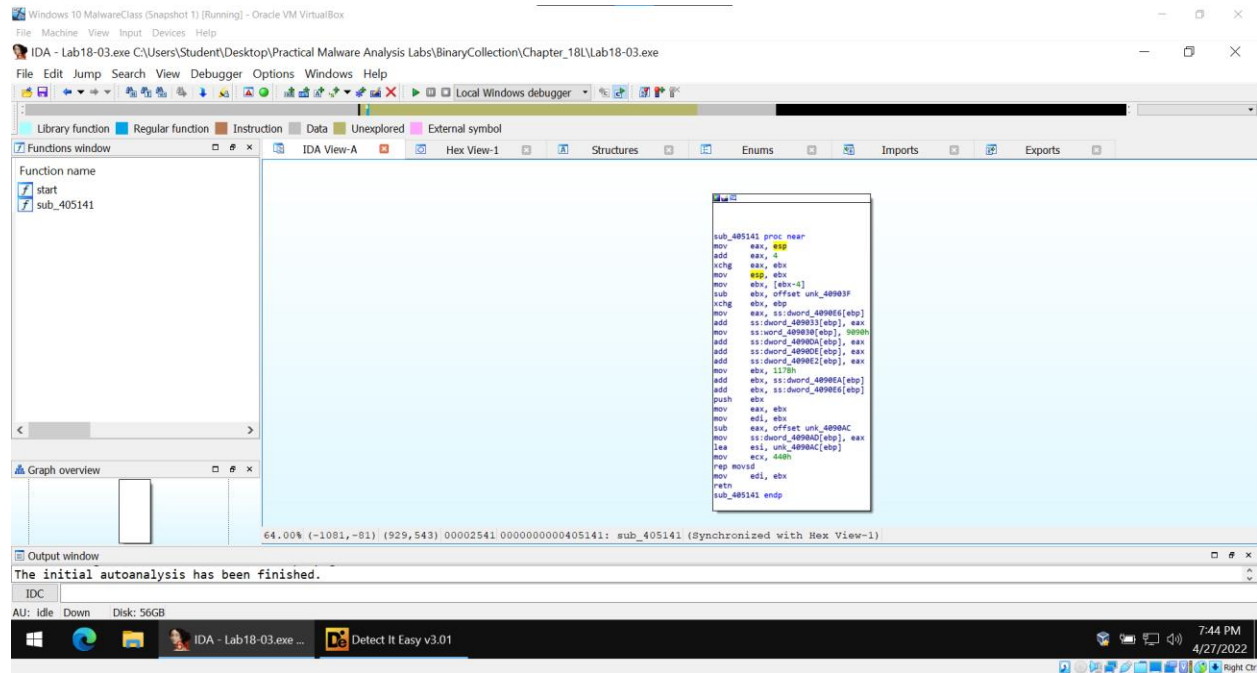 Windows 10 MalwareClass (Snapshot 1) [Running] - Oracle VM VirtualBox
File Machine View Input Devices Help
IDA - Lab18-03.exe C:\Users\Student\Desktop\Practical Malware Analysis Labs\BinaryCollection\Chapter_18L\Lab18-03.exe
File Edit Jump Search View Debugger Options Windows Help
Local Windows debugger
Library function Regular function Instruction Data Unexplored External symbol
Functions window
IDA View-A Hex View-1 Structures Enums Imports Exports
Function name
f start
f sub_405141
sub_405141 proc near
mov eax, esp
add eax, 4
xchg eax, ebx
mov esp, ebx
mov ebx, [ebx-4]
sub ebx, offset unk_40903F
xchg ebx, ebp
mov eax, ss:dword_4090E6[ebp]
add ss:dword_409033[ebp], eax
mov ss:word_409030[ebp], 9090h
add ss:dword_4090DA[ebp], eax
add ss:dword_4090DE[ebp], eax
add ss:dword_4090E2[ebp], eax
mov ebx, 117Bh
add ebx, ss:dword_4090EA[ebp]
add ebx, ss:dword_4090E6[ebp]
push ebx
mov eax, ebx
mov edi, ebx
sub eax, offset unk_4090AC
mov ss:dword_4090AD[ebp], eax
lea esi, unk_4090AC[ebp]
mov ecx, 440h
rep movsd
mov edi, ebx
retn
sub_405141 endp
Graph overview
64.00% (-1081,-81) (929,543) 00002541 0000000000405141: sub_405141 (Synchronized with Hex View-1)
Output window
The initial autoanalysis has been finished.
IDC
AU: idle Down Disk: 56GB
IDA - Lab18-03.exe ... Detect It Easy v3.01
7:44 PM
4/27/2022
Right Ctrl